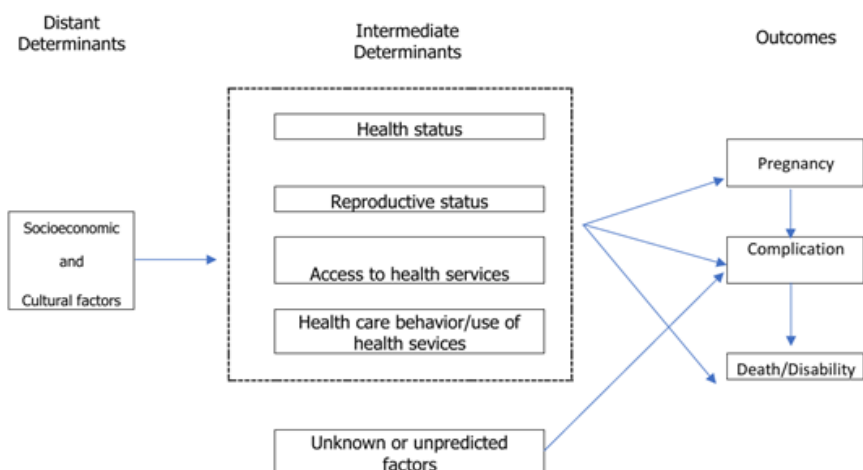 Distant
Determinants
Intermediate
Determinants
Outcomes
Health status
Reproductive status
Access to health services
Health care behavior/use of
health sevices
Socioeconomic
and
Cultural factors
Pregnancy
Complication
Death/Disability
Unknown or unpredicted
factors